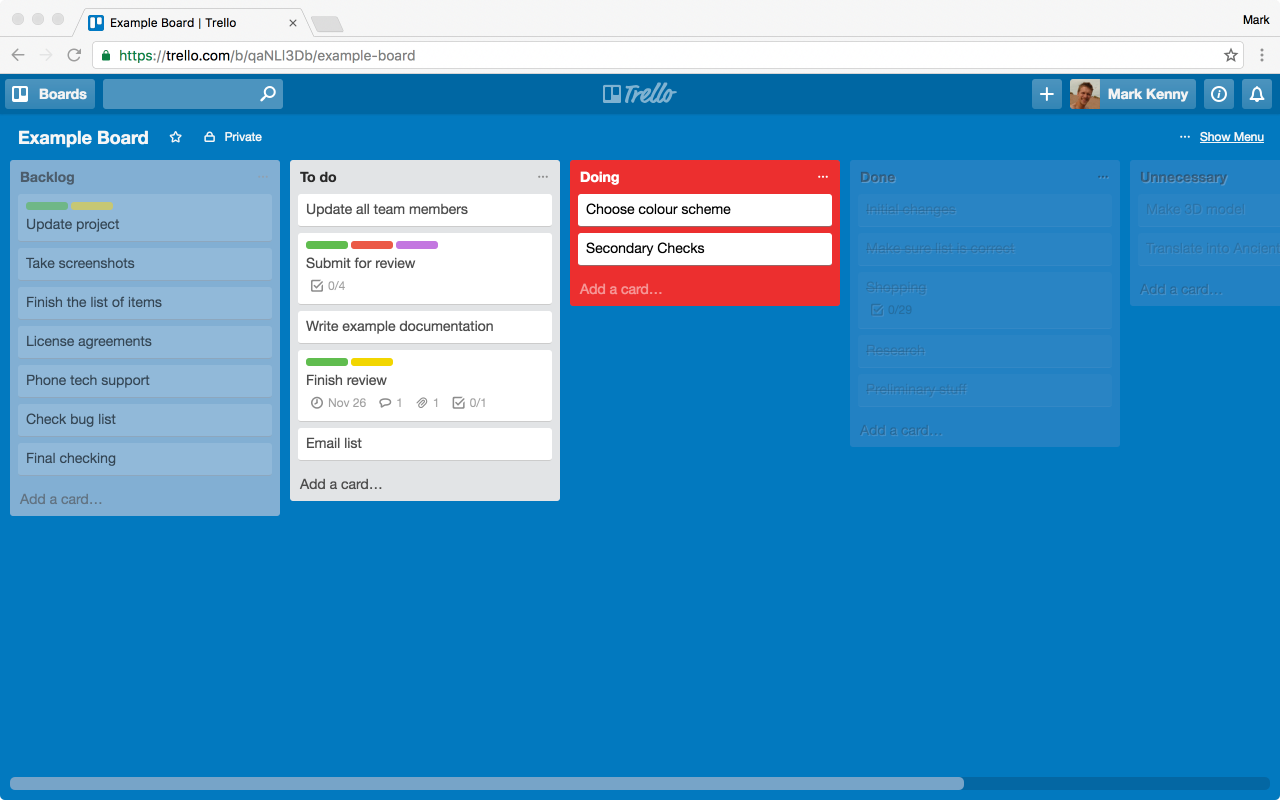 Example Board | Trello
Mark
https://trello.com/b/qaNLl3Db/example-board
Boards
Trello
Mark Kenny
Example Board
Private
Show Menu
Backlog
Update project
Take screenshots
Finish the list of items
License agreements
Phone tech support
Check bug list
Final checking
Add a card…
To do
Update all team members
Submit for review
0/4
Write example documentation
Finish review
Nov 26 1 1 0/1
Email list
Add a card…
Doing
Choose colour scheme
Secondary Checks
Add a card…
Done
Initial changes
Make sure list is correct
Shopping
0/29
Research
Preliminary stuff
Add a card…
Unnecessary
Make 3D model
Translate into Ancien
Add a card…